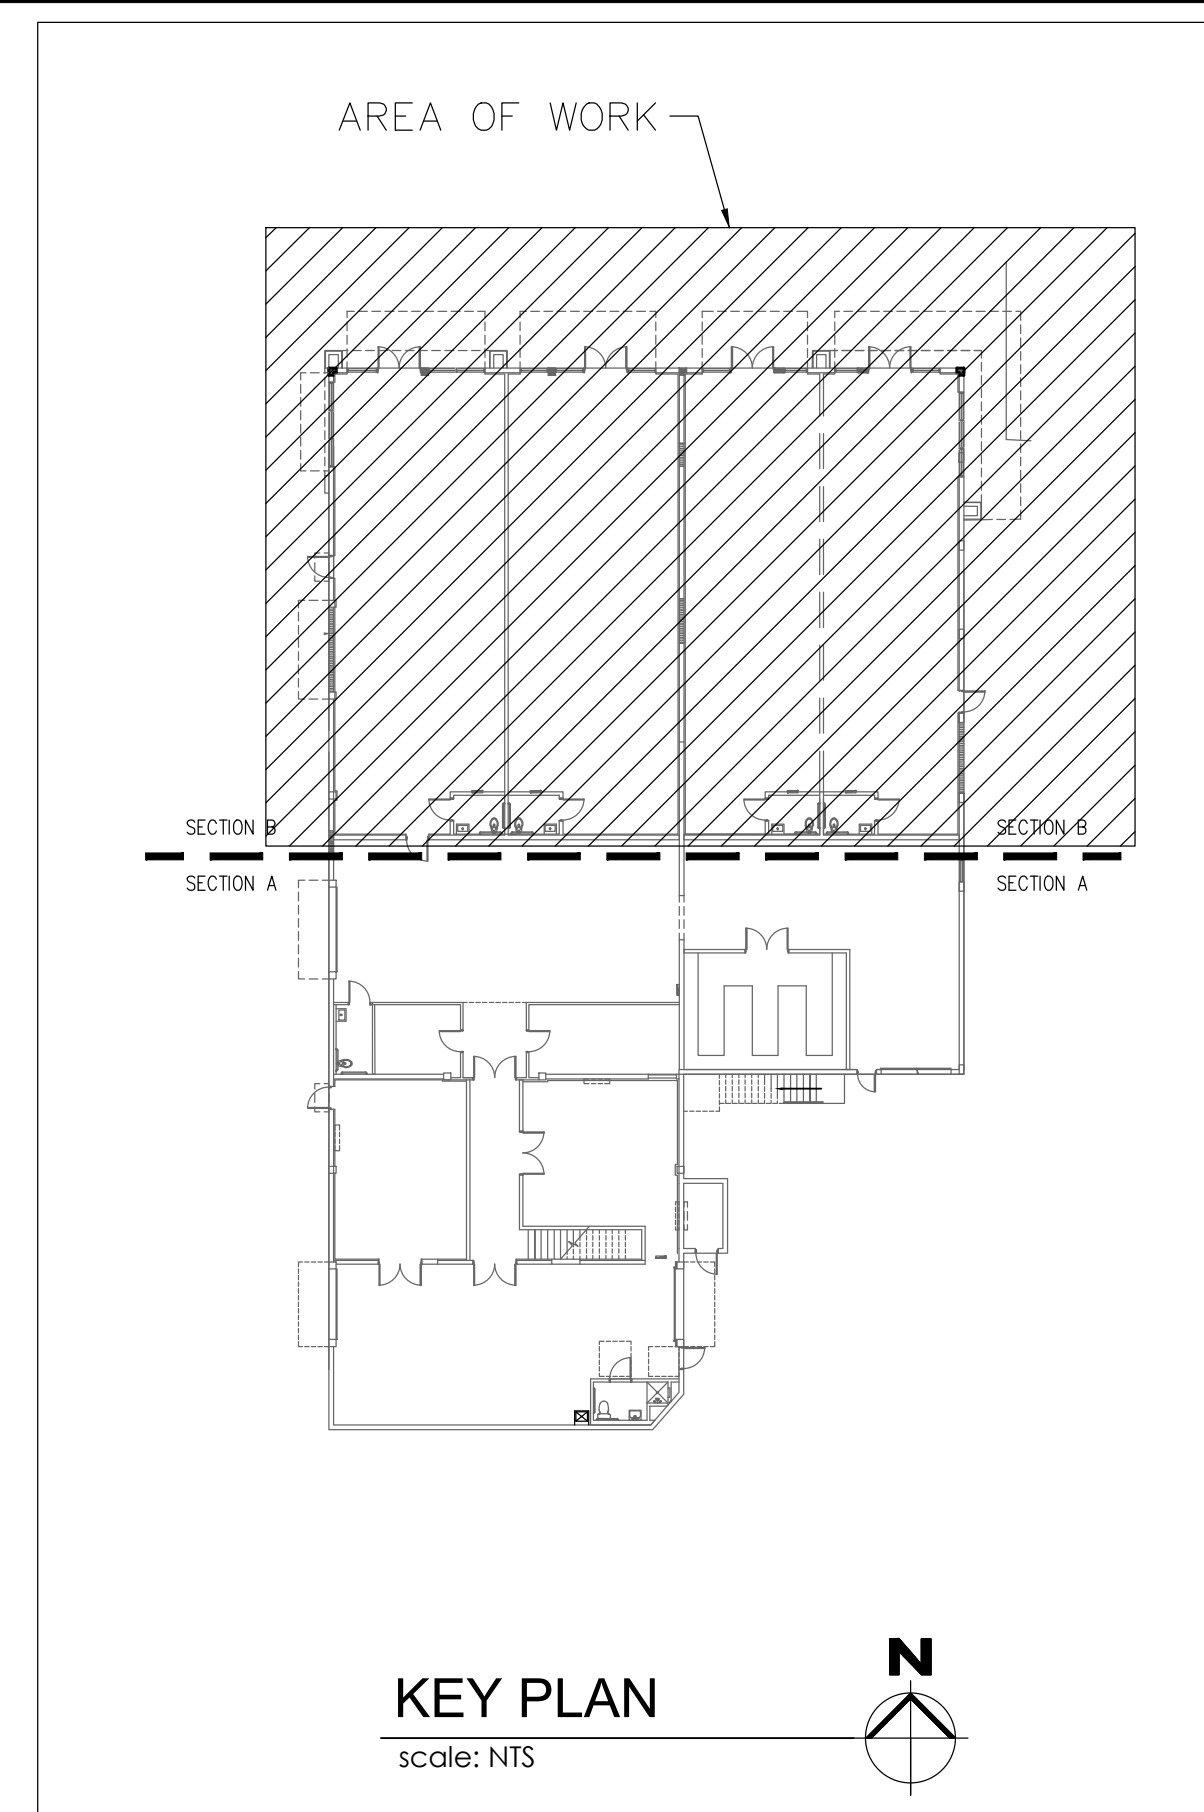 AREA OF WORK
SECTION B
SECTION B
SECTION A
SECTION A
N
KEY PLAN
scale: NTS